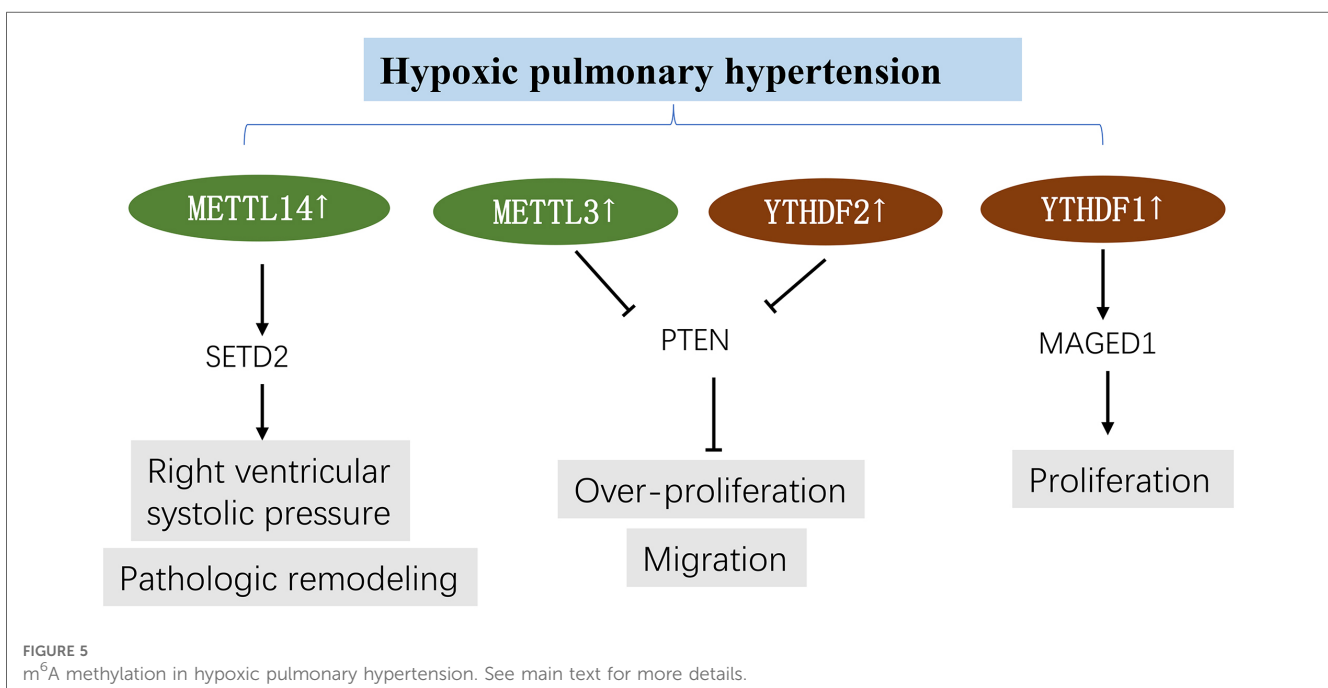 Hypoxic pulmonary hypertension
METTL14↑
METTL3↑
YTHDF2↑
YTHDF1↑
SETD2
PTEN
MAGED1
Right ventricular
systolic pressure
Pathologic remodeling
Over-proliferation
Migration
Proliferation
FIGURE 5
m⁶A methylation in hypoxic pulmonary hypertension. See main text for more details.